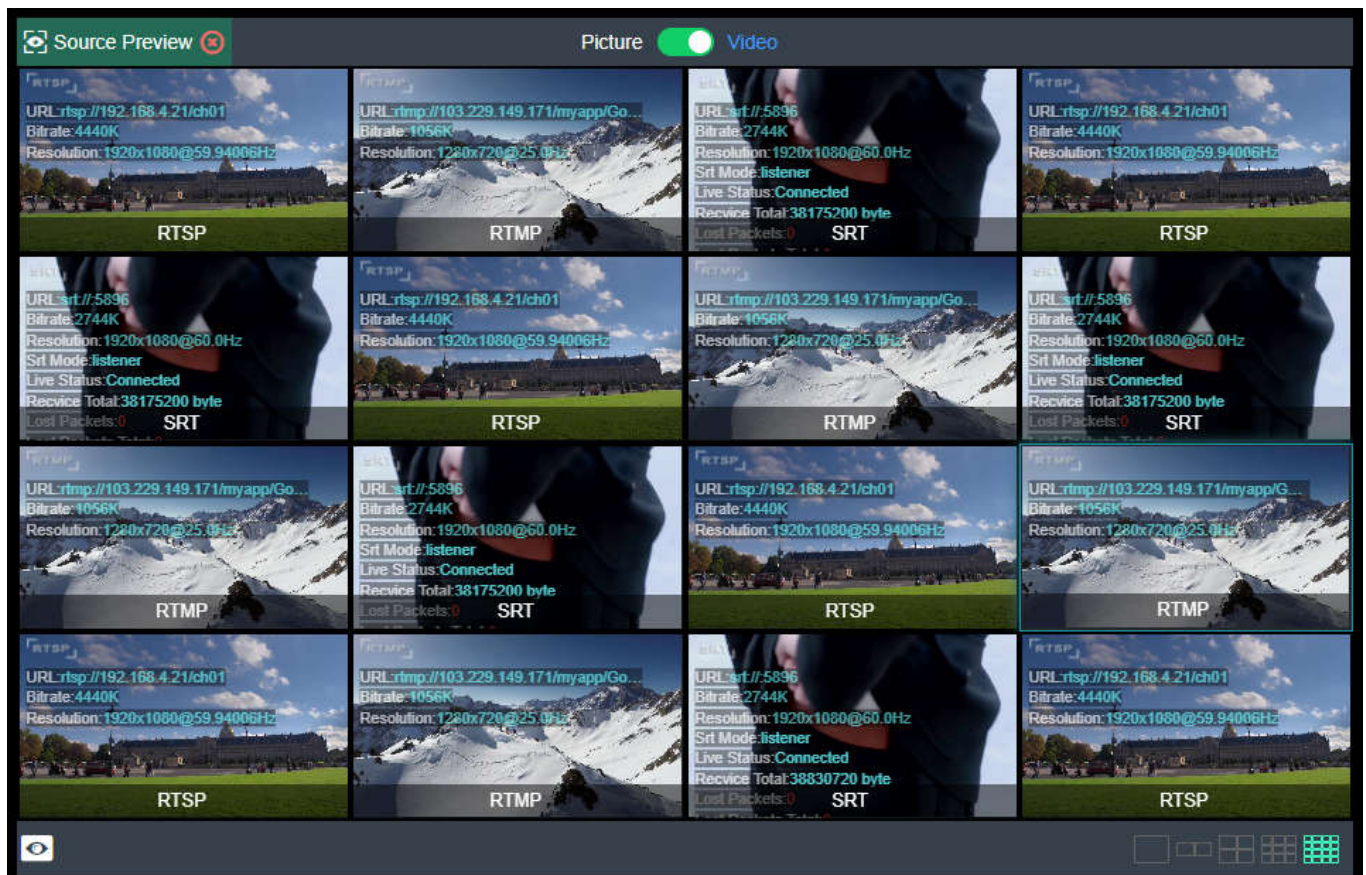 Source Preview
Picture Video
RTSP
URL:rtsp://192.168.4.21/ch01
Bitrate:4440K
Resolution:1920x1080@59.94006Hz
RTSP
RTMP
URL:rtmp://103.229.149.171/myapp/Go...
Bitrate:1056K
Resolution:1280x720@25.0Hz
RTMP
SRT
URL:srt://:5896
Bitrate:2744K
Resolution:1920x1080@60.0Hz
Srt Mode:listener
Live Status:Connected
Recvice Total:38175200 byte
Lost Packets:0
SRT
RTSP
URL:rtsp://192.168.4.21/ch01
Bitrate:4440K
Resolution:1920x1080@59.94006Hz
RTSP
SRT
URL:srt://:5896
Bitrate:2744K
Resolution:1920x1080@60.0Hz
Srt Mode:listener
Live Status:Connected
Recvice Total:38175200 byte
Lost Packets:0
SRT
RTSP
URL:rtsp://192.168.4.21/ch01
Bitrate:4440K
Resolution:1920x1080@59.94006Hz
RTSP
RTMP
URL:rtmp://103.229.149.171/myapp/Go...
Bitrate:1056K
Resolution:1280x720@25.0Hz
RTMP
SRT
URL:srt://:5896
Bitrate:2744K
Resolution:1920x1080@60.0Hz
Srt Mode:listener
Live Status:Connected
Recvice Total:38175200 byte
Lost Packets:0
SRT
RTMP
URL:rtmp://103.229.149.171/myapp/Go...
Bitrate:1056K
Resolution:1280x720@25.0Hz
RTMP
SRT
URL:srt://:5896
Bitrate:2744K
Resolution:1920x1080@60.0Hz
Srt Mode:listener
Live Status:Connected
Recvice Total:38175200 byte
Lost Packets:0
SRT
RTSP
URL:rtsp://192.168.4.21/ch01
Bitrate:4440K
Resolution:1920x1080@59.94006Hz
RTSP
RTMP
URL:rtmp://103.229.149.171/myapp/G...
Bitrate:1056K
Resolution:1280x720@25.0Hz
RTMP
RTSP
URL:rtsp://192.168.4.21/ch01
Bitrate:4440K
Resolution:1920x1080@59.94006Hz
RTSP
RTMP
URL:rtmp://103.229.149.171/myapp/Go...
Bitrate:1056K
Resolution:1280x720@25.0Hz
RTMP
SRT
URL:srt://:5896
Bitrate:2744K
Resolution:1920x1080@60.0Hz
Srt Mode:listener
Live Status:Connected
Recvice Total:38830720 byte
Lost Packets:0
SRT
RTSP
URL:rtsp://192.168.4.21/ch01
Bitrate:4440K
Resolution:1920x1080@59.94006Hz
RTSP